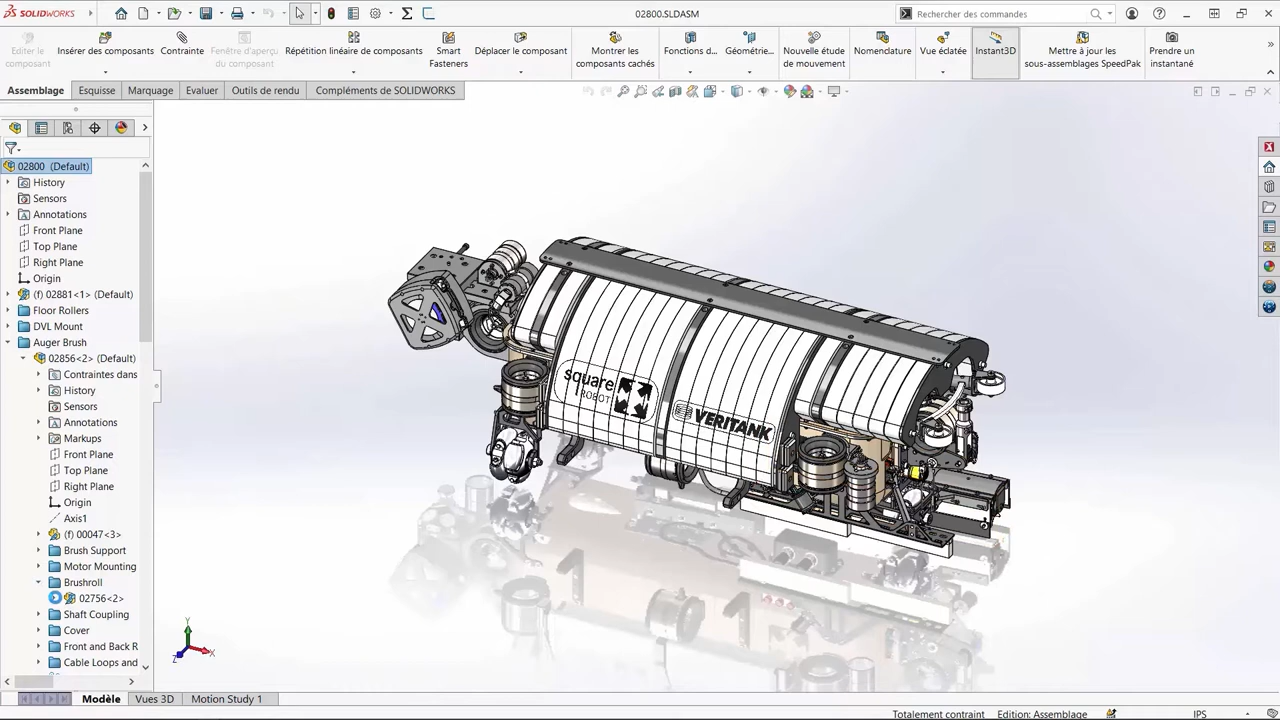 SOLIDWORKS
02800.SLDASM
Rechercher des commandes
Editer le composant
Insérer des composants
Contrainte
Fenêtre d'aperçu du composant
Répétition linéaire de composants
Smart Fasteners
Déplacer le composant
Montrer les composants cachés
Fonctions d...
Géométrie...
Nouvelle étude de mouvement
Nomenclature
Vue éclatée
Instant3D
Mettre à jour les sous-assemblages SpeedPak
Prendre un instantané
Assemblage
Esquisse
Marquage
Evaluer
Outils de rendu
Compléments de SOLIDWORKS
02800 (Default)
History
Sensors
Annotations
Front Plane
Top Plane
Right Plane
Origin
(f) 02881<1> (Default)
Floor Rollers
DVL Mount
Auger Brush
02856<2> (Default)
Contraintes dans
History
Sensors
Annotations
Markups
Front Plane
Top Plane
Right Plane
Origin
Axis1
(f) 00047<3>
Brush Support
Motor Mounting
Brushroll
02756<2>
Shaft Coupling
Cover
Front and Back R
Cable Loops and
square
ROBOT
VERITANK
Y
X
Z
Modèle
Vues 3D
Motion Study 1
Totalement contraint
Edition: Assemblage
IPS